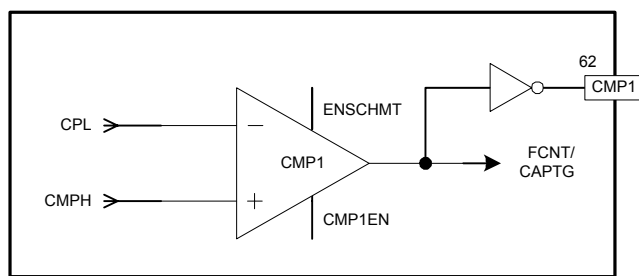 62
CMP1
ENSCHMT
CPL
−
CMP1
FCNT/
CAPTG
CMPH
+
CMP1EN